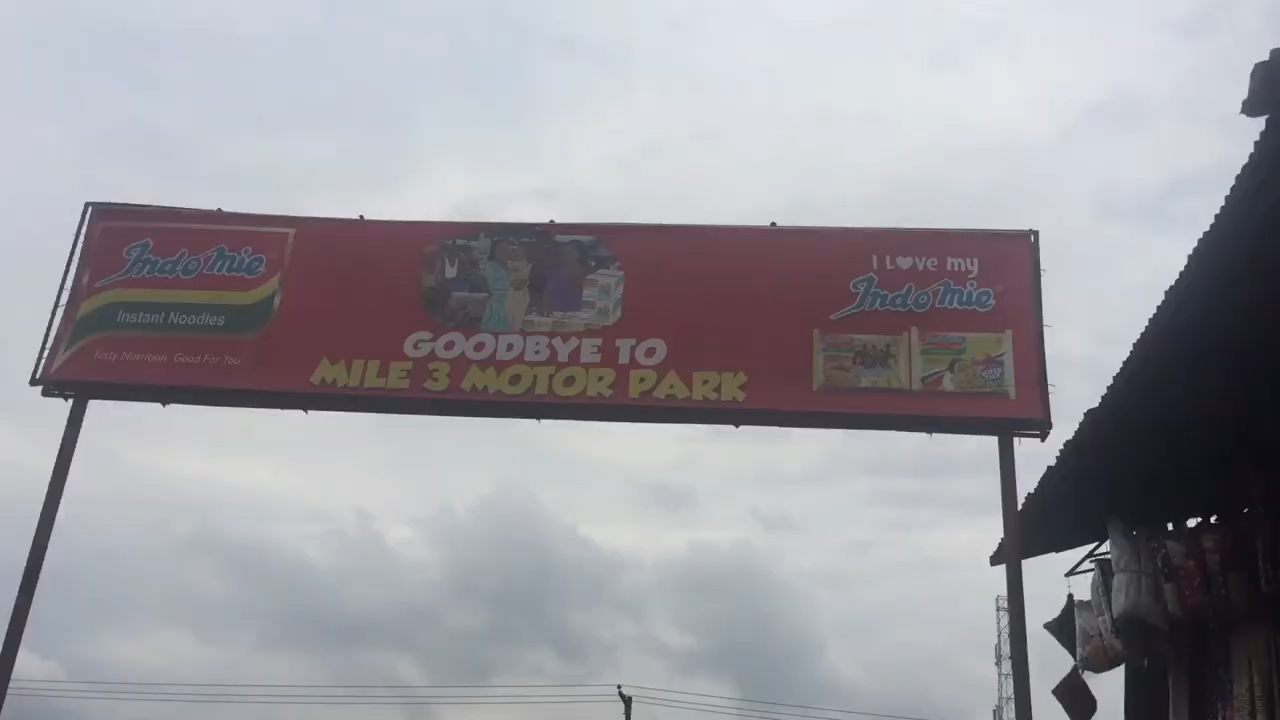 IndoMie
Instant Noodles
Tasty Nutrition Good For You
GOODBYE TO
MILE 3 MOTOR PARK
I Love my
IndoMie